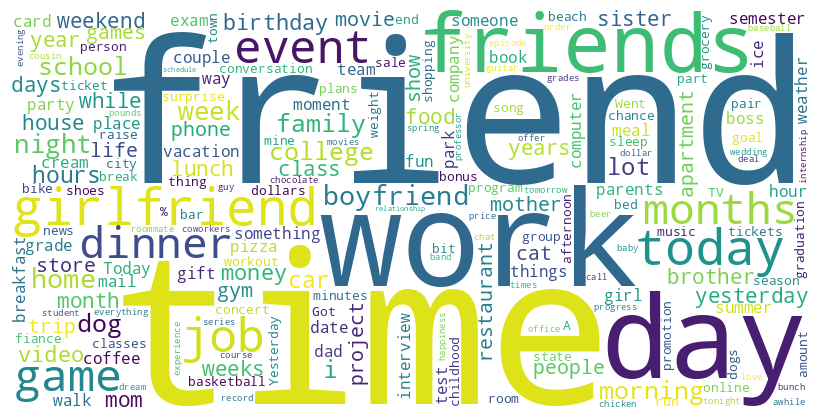 friend
time
work
day
friends
girlfriend
dinner
game
job
event
today
months
boyfriend
school
night
week
family
college
home
dog
morning
birthday
weekend
movie
exam
card
year
games
person
cousin
evening
days
ticket
party
while
house
place
raise
pounds
hours
life
city
cream
break
bike
shoes
town
couple
way
conversation
surprise
moment
phone
vacation
mine
lunch
class
thing
guy
chocolate
dollars
schedule
end
team
sale
plans
weight
movies
show
shopping
food
spring
fun
bonus
company
professor
park
someone
episode
book
guitar
university
song
grades
beach
order
sister
grocery
computer
Went
chance
meal
sleep
years
offer
dollar
semester
baseball
ice
part
pair
boss
goal
wedding
deal
lot
apartment
weather
internship
parents
TV
hour
program
tomorrow
mother
bed
beer
afternoon
relationship
price
chat
bit
band
cat
group
things
times
call
baby
music
tickets
brother
season
graduation
yesterday
summer
girl
restaurant
%
bar
roommate
coworkers
something
news
grade
store
Today
pizza
workout
breakfast
mail
gift
money
car
month
gym
minutes
concert
trip
Got
student
everything
fiance
classes
series
date
video
coffee
experience
weeks
course
Yesterday
dad
i
project
interview
happiness
test
childhood
office
A
state
people
progress
promotion
dogs
amount
online
love
run
tonight
bunch
awhile
chicken
room
basketball
record
dream
walk
mom